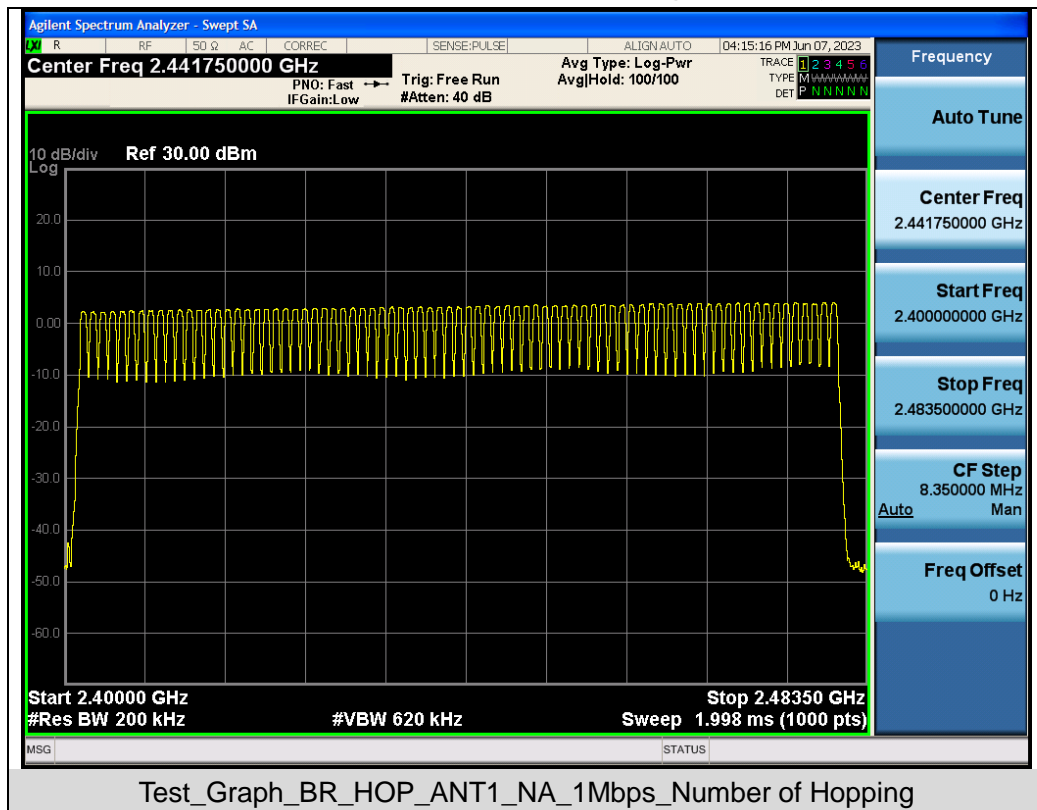 Agilent Spectrum Analyzer - Swept SA
LXI R RF 50 Ω AC CORREC SENSE:PULSE ALIGN AUTO 04:15:16 PM Jun 07, 2023
Center Freq 2.441750000 GHz
PNO: Fast
IFGain:Low
Trig: Free Run
#Atten: 40 dB
Avg Type: Log-Pwr
Avg|Hold: 100/100
TRACE 1 2 3 4 5 6
TYPE M WWWWW
DET P N N N N N
10 dB/div Ref 30.00 dBm
Log
20.0
10.0
0.00
-10.0
-20.0
-30.0
-40.0
-50.0
-60.0
Start 2.40000 GHz Stop 2.48350 GHz
#Res BW 200 kHz #VBW 620 kHz Sweep 1.998 ms (1000 pts)
MSG STATUS
Frequency
Auto Tune
Center Freq
2.441750000 GHz
Start Freq
2.400000000 GHz
Stop Freq
2.483500000 GHz
CF Step
8.350000 MHz
Auto Man
Freq Offset
0 Hz
Test_Graph_BR_HOP_ANT1_NA_1Mbps_Number of Hopp​ing